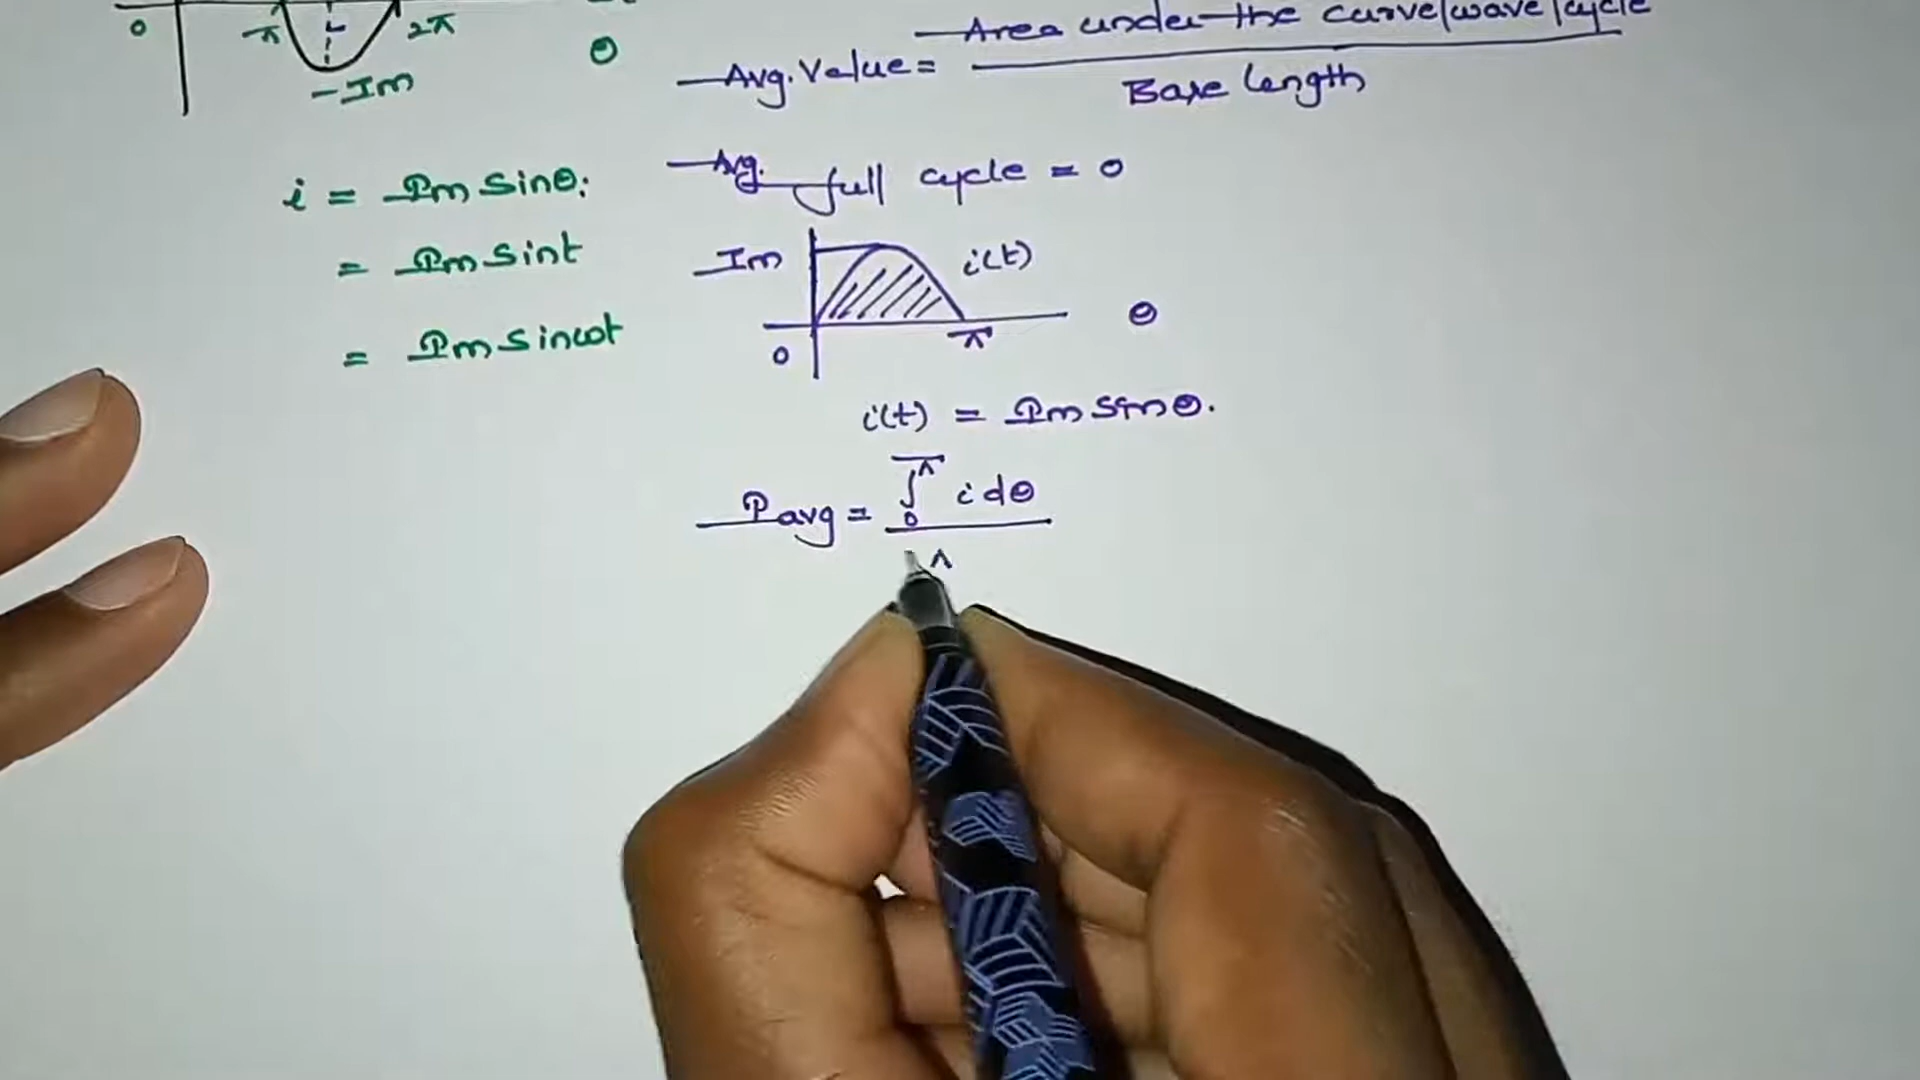 0 π 2π θ
-Im
i = Im Sinθ;
= Im Sint
= Im Sinωt
Area under the curve/wave/cycle
Avg. Value =
Base length
Avg. full cycle = 0
Im i(t)
0 π θ
i(t) = Im Sinθ.
Iavg = ∫₀^π i dθ
π